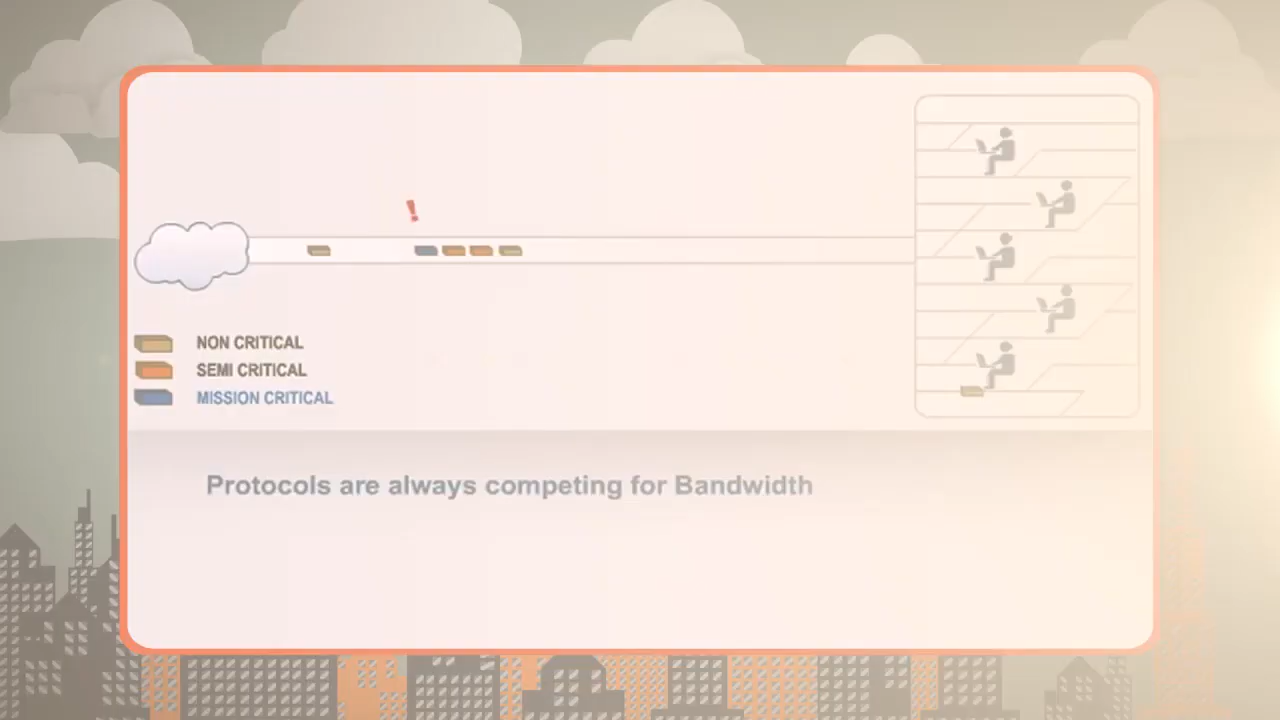 !
NON CRITICAL
SEMI CRITICAL
MISSION CRITICAL
Protocols are always competing for Bandwidth